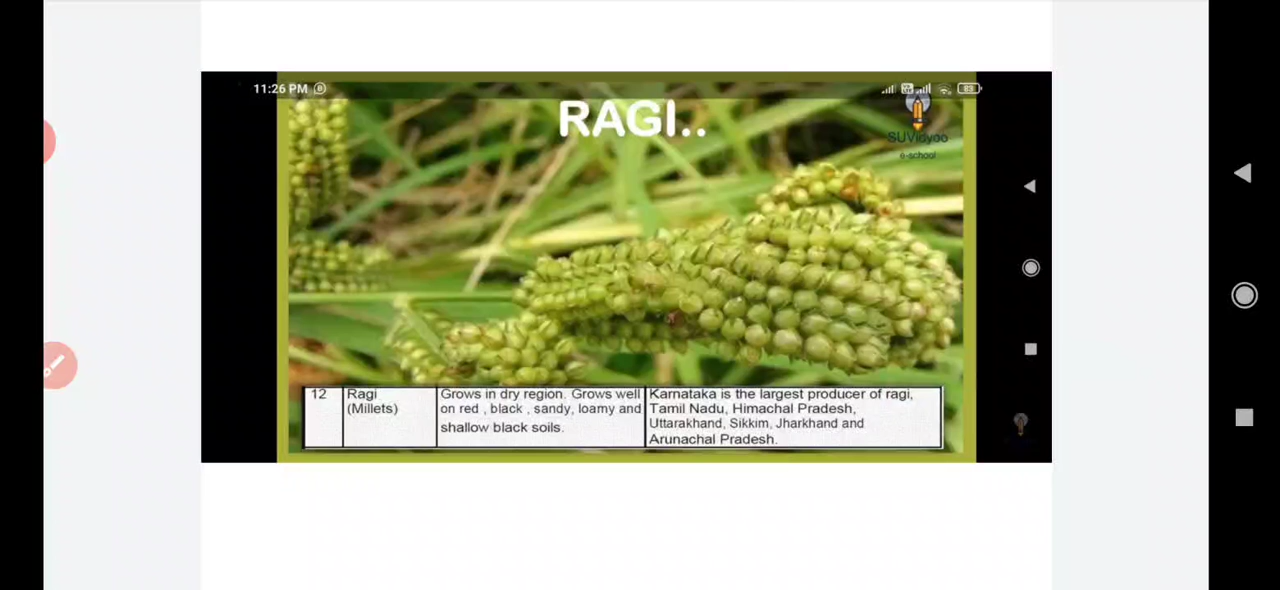 11:26 PM
83
RAGI..
SUVidyaa
e-school
12
Ragi
(Millets)
Grows in dry region. Grows well
on red , black , sandy, loamy and
shallow black soils.
Karnataka is the largest producer of ragi,
Tamil Nadu, Himachal Pradesh,
Uttarakhand, Sikkim, Jharkhand and
Arunachal Pradesh.